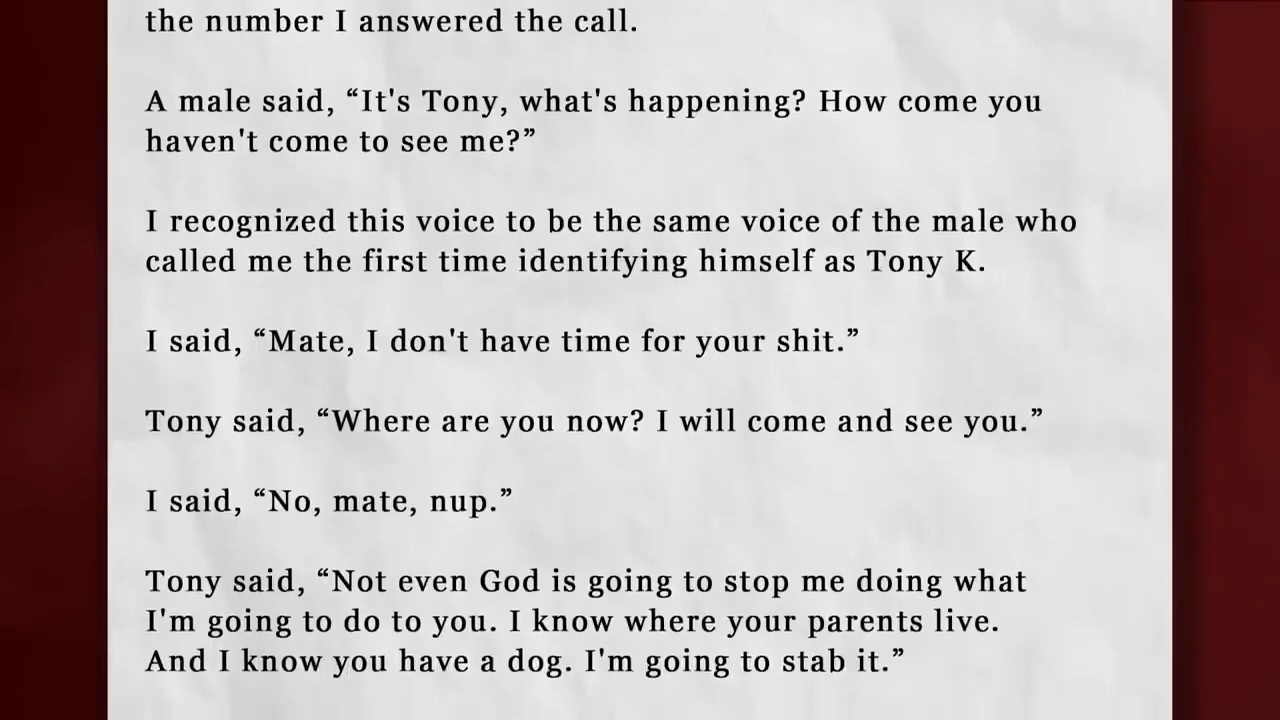 the number I answered the call.
A male said, “It's Tony, what's happening? How come you
haven't come to see me?”
I recognized this voice to be the same voice of the male who
called me the first time identifying himself as Tony K.
I said, “Mate, I don't have time for your shit.”
Tony said, “Where are you now? I will come and see you.”
I said, “No, mate, nup.”
Tony said, “Not even God is going to stop me doing what
I'm going to do to you. I know where your parents live.
And I know you have a dog. I'm going to stab it.”